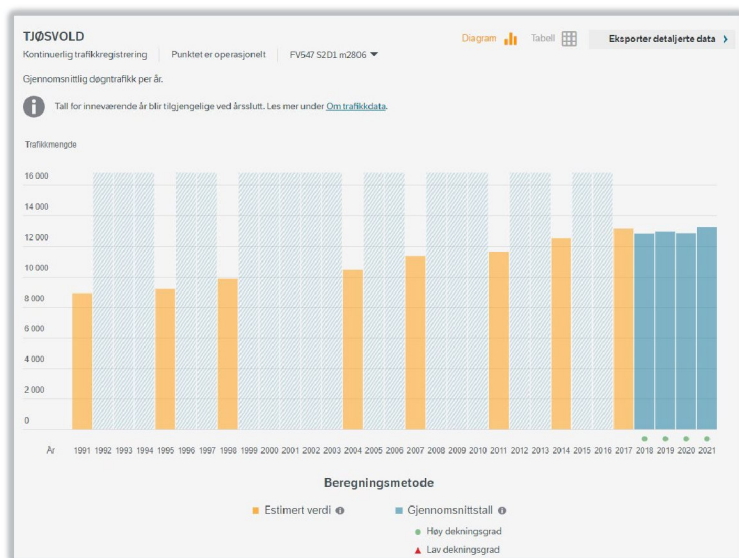 TJØSVOLD
Diagram
Tabell
Eksporter detaljerte data
Kontinuerlig trafikkregistrering
Punktet er operasjonelt
FV547 S2D1 m2806
Gjennomsnittlig døgntrafikk per år.
Tall for inneværende år blir tilgjengelige ved årsslutt. Les mer under Om trafikkdata.
Trafikkmengde
16 000
14 000
12 000
10 000
8 000
6 000
4 000
2 000
0
År 1991 1992 1993 1994 1995 1996 1997 1998 1999 2000 2001 2002 2003 2004 2005 2006 2007 2008 2009 2010 2011 2012 2013 2014 2015 2016 2017 2018 2019 2020 2021
Beregningsmetode
Estimert verdi
Gjennomsnittstall
Høy dekningsgrad
Lav dekningsgrad